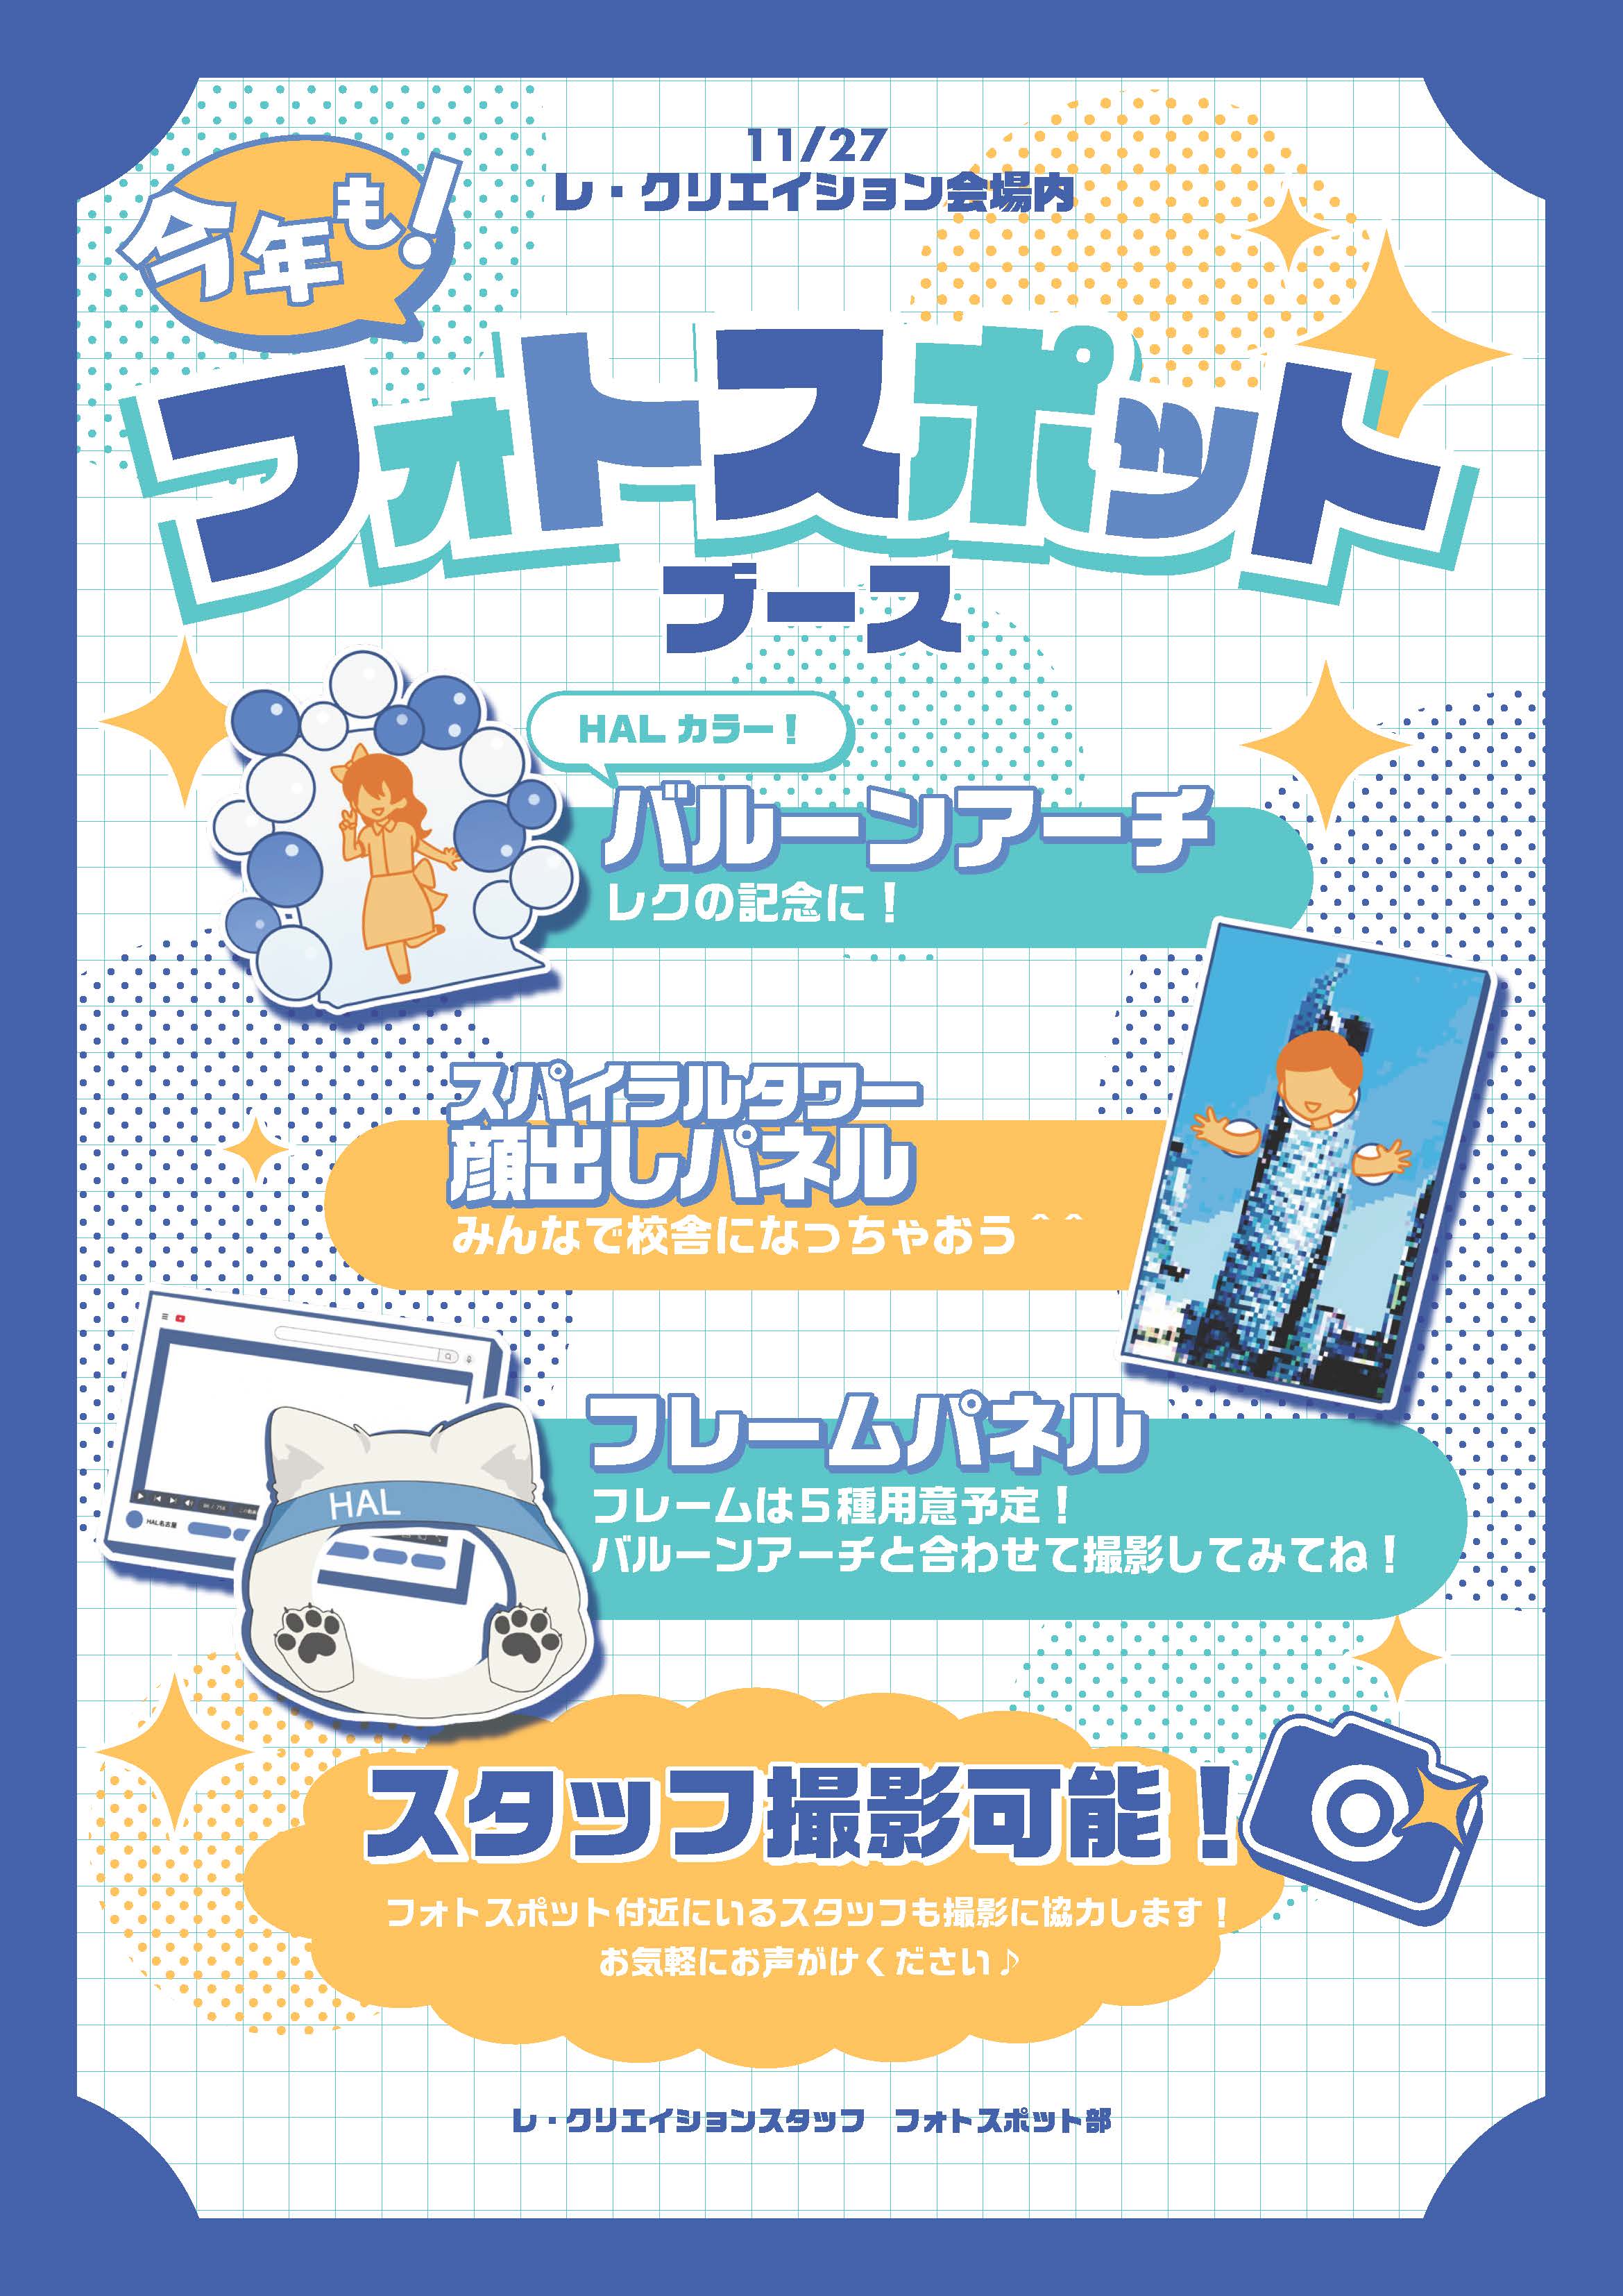 11/27
レ・クリエイション会場内
今年も!
フォトスポット
ブース
HALカラー！
バルーンアーチ
レクの記念に！
スパイラルタワー
顔出しパネル
みんなで校舎になっちゃおう＾＾
HAL名古屋
HAL
フレームパネル
フレームは５種用意予定！
バルーンアーチと合わせて撮影してみてね！
スタッフ撮影可能！
フォトスポット付近にいるスタッフも撮影に協力します！
お気軽にお声がけください♪
レ・クリエイションスタッフ　フォトスポット部